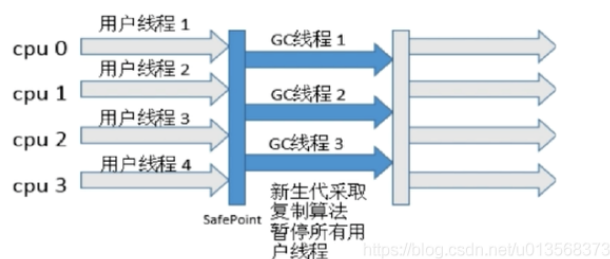 用户线程 1
cpu 0
GC线程 1
用户线程 2
cpu 1
GC线程 2
用户线程 3
cpu 2
GC线程 3
用户线程 4
cpu 3
SafePoint
新生代采取
复制算法
暂停所有用
户线程
https://blog.csdn.net/u013568373